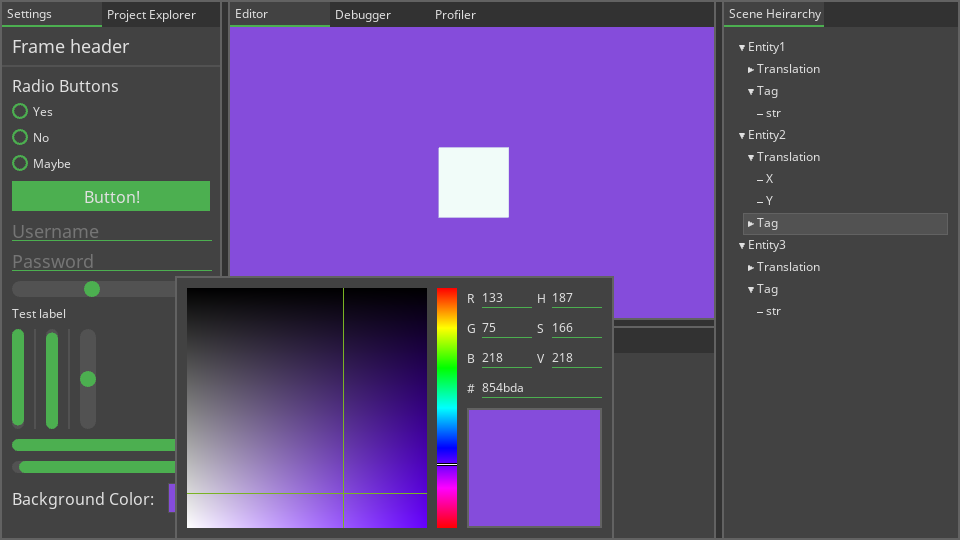 Settings
Project Explorer
Frame header
Radio Buttons
Yes
No
Maybe
Button!
Username
Password
Test label
Background Color:
Editor
Debugger
Profiler
R 133 H 187
G 75 S 166
B 218 V 218
# 854bda
Scene Heirarchy
▾ Entity1
▸ Translation
▾ Tag
– str
▾ Entity2
▾ Translation
– X
– Y
▸ Tag
▾ Entity3
▸ Translation
▾ Tag
– str